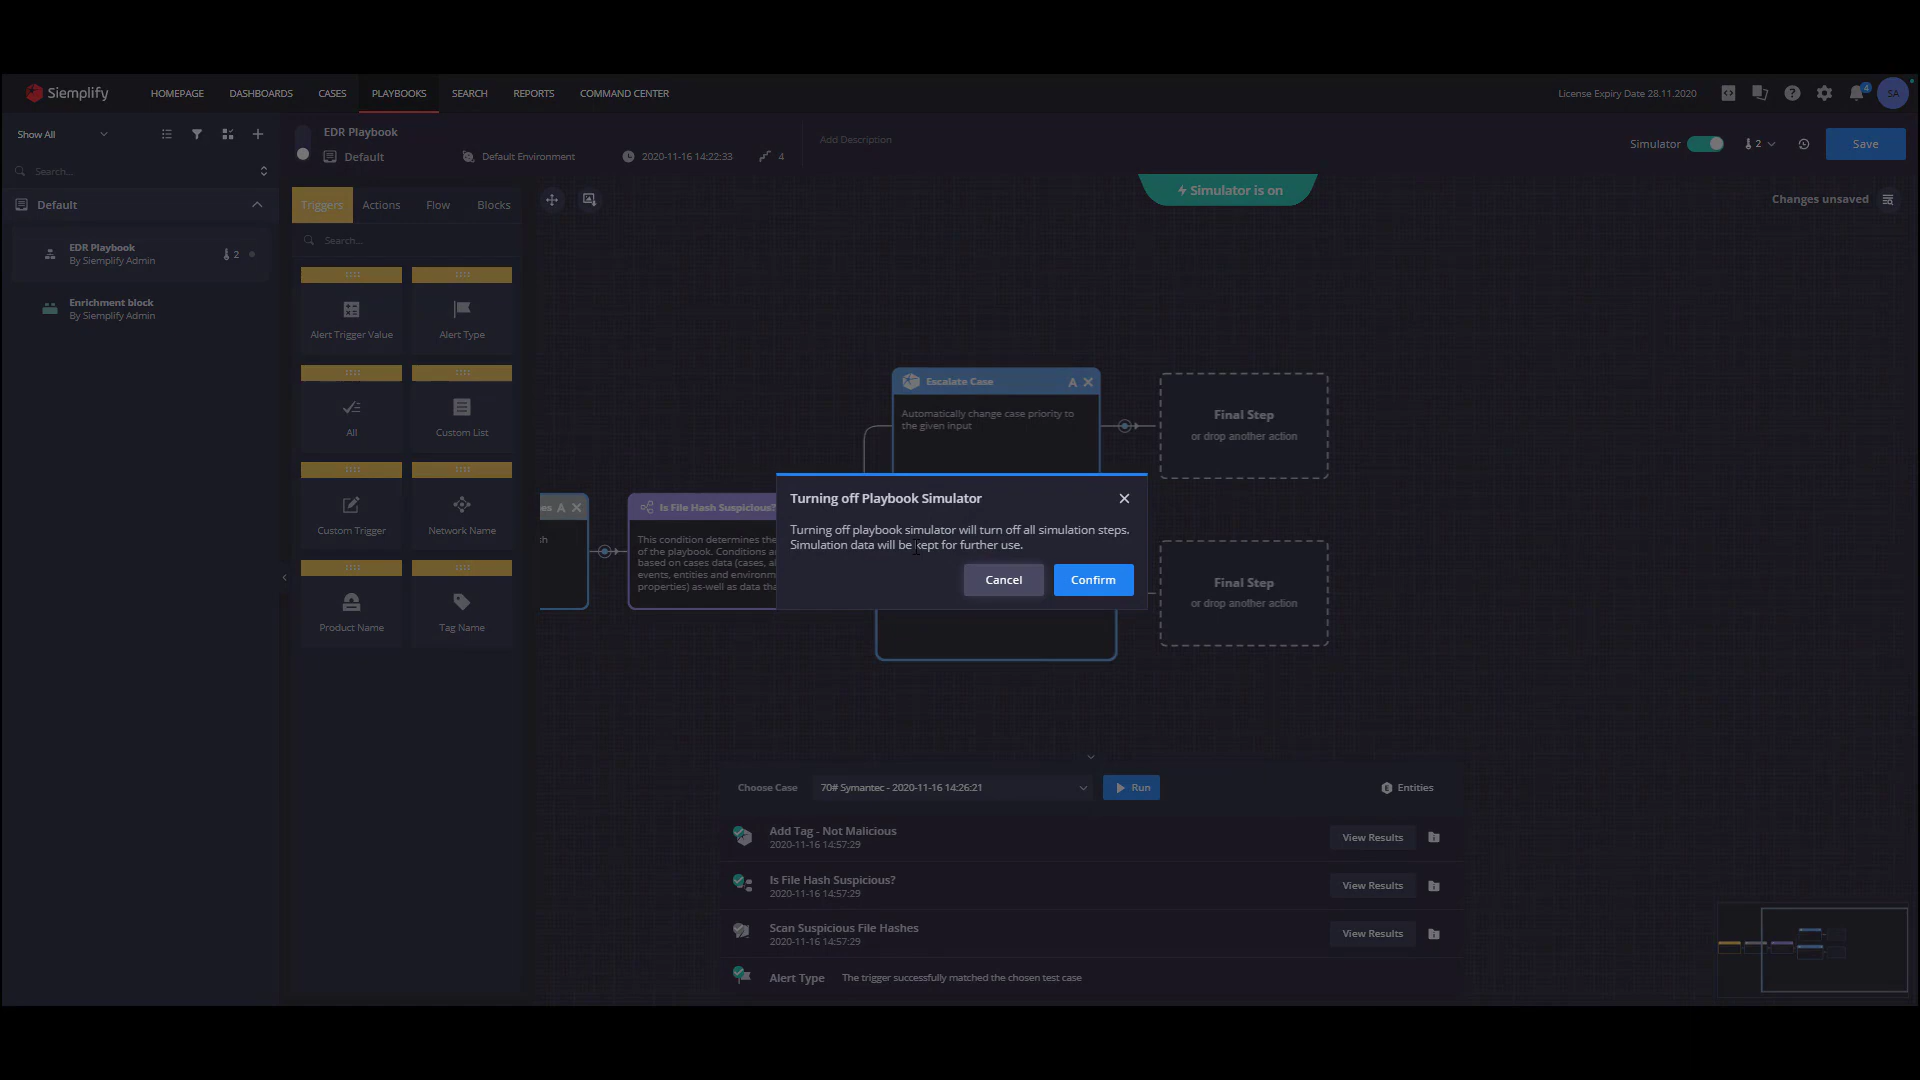 Siemplify
HOMEPAGE
DASHBOARDS
CASES
PLAYBOOKS
SEARCH
REPORTS
COMMAND CENTER
License Expiry Date 28.11.2020
4
SA
Show All
EDR Playbook
Default
Default Environment
2020-11-16 14:22:33
4
Add Description
Simulator
2
Save
Search...
Default
EDR Playbook
By Siemplify Admin
2
Enrichment block
By Siemplify Admin
Triggers
Actions
Flow
Blocks
Search...
Alert Trigger Value
Alert Type
All
Custom List
Custom Trigger
Network Name
Product Name
Tag Name
Simulator is on
Changes unsaved
Escalate Case
A
Automatically change case priority to
the given input
Final Step
or drop another action
es A
sh
Is File Hash Suspicious?
This condition determines the
of the playbook. Conditions a
based on cases data (cases, al
events, entities and environm
properties) as-well as data tha
Turning off Playbook Simulator
Turning off playbook simulator will turn off all simulation steps.
Simulation data will be kept for further use.
Cancel
Confirm
Final Step
or drop another action
Choose Case
70# Symantec - 2020-11-16 14:26:21
Run
Entities
Add Tag - Not Malicious
2020-11-16 14:57:29
View Results
Is File Hash Suspicious?
2020-11-16 14:57:29
View Results
Scan Suspicious File Hashes
2020-11-16 14:57:29
View Results
Alert Type
The trigger successfully matched the chosen test case